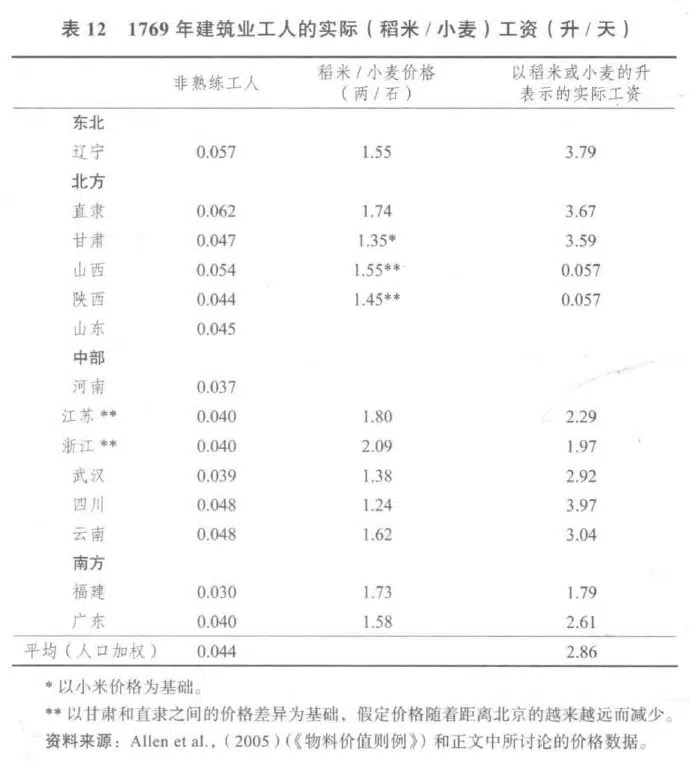 表 12 1769 年建筑业工人的实际(稻米/小麦)工资(升/天)
非熟练工人 稻米/小麦价格(两/石) 以稻米或小麦的升表示的实际工资
东北
辽宁 0.057 1.55 3.79
北方
直隶 0.062 1.74 3.67
甘肃 0.047 1.35* 3.59
山西 0.054 1.55** 0.057
陕西 0.044 1.45** 0.057
山东 0.045
中部
河南 0.037
江苏 ** 0.040 1.80 2.29
浙江 ** 0.040 2.09 1.97
武汉 0.039 1.38 2.92
四川 0.048 1.24 3.97
云南 0.048 1.62 3.04
南方
福建 0.030 1.73 1.79
广东 0.040 1.58 2.61
平均(人口加权) 0.044 2.86
* 以小米价格为基础。
** 以甘肃和直隶之间的价格差异为基础，假定价格随着距离北京的越来越远而减少。
资料来源：Allen et al.,(2005)(《物料价值则例》)和正文中所讨论的价格数据。